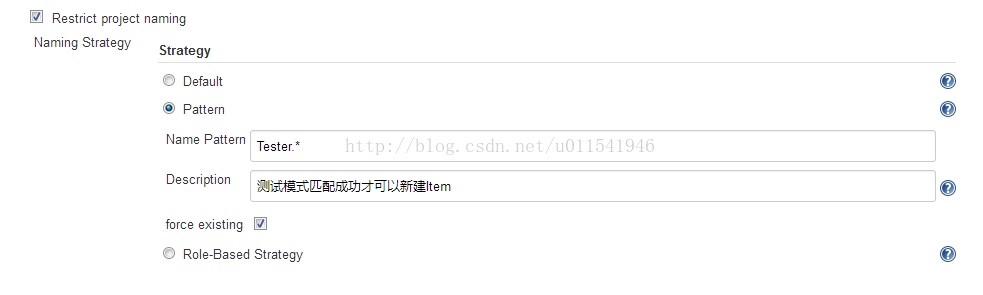 Restrict project naming
Naming Strategy
Strategy
Default
Pattern
Name Pattern
Tester.*
http://blog.csdn.net/u011541946
Description
测试模式匹配成功才可以新建Item
force existing
Role-Based Strategy